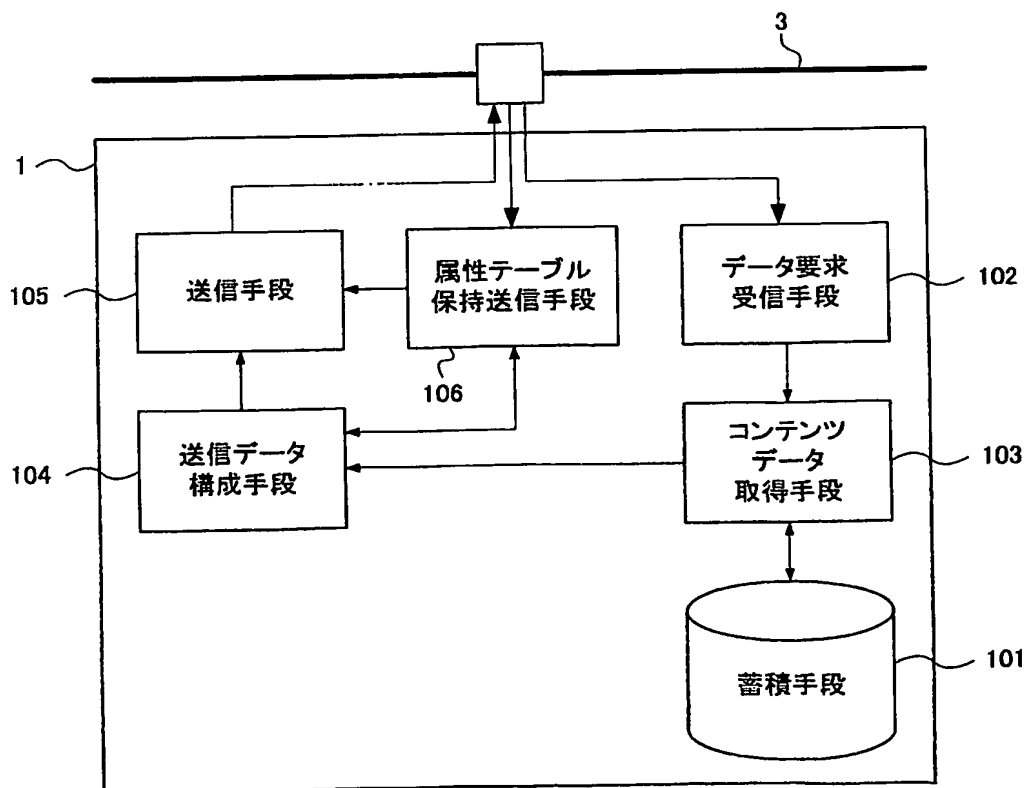 3
1
105
送信手段
属性テーブル
保持送信手段
106
データ要求
受信手段
102
104
送信データ
構成手段
コンテンツ
データ
取得手段
103
蓄積手段
101